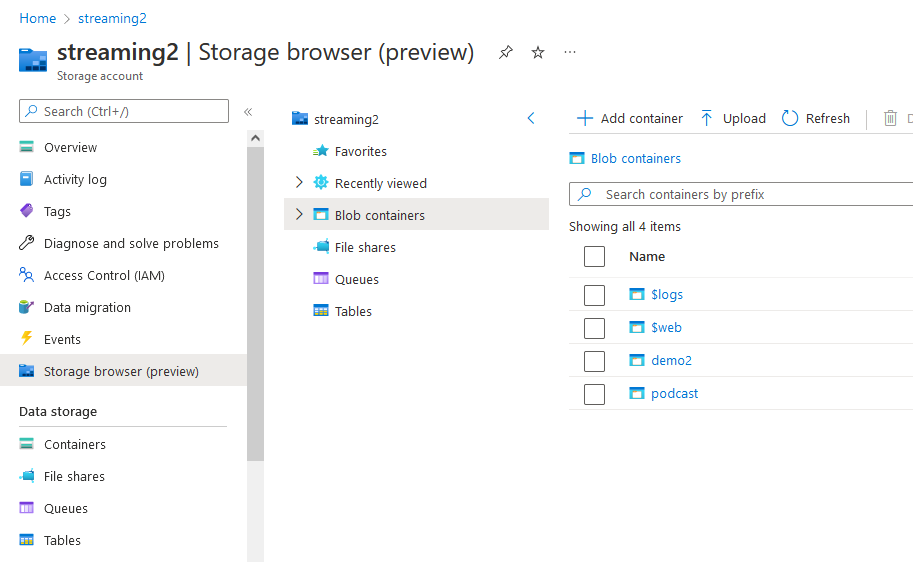 Home > streaming2
streaming2 | Storage browser (preview) ...
Storage account
Search (Ctrl+/)
Overview
Activity log
Tags
Diagnose and solve problems
Access Control (IAM)
Data migration
Events
Storage browser (preview)
Data storage
Containers
File shares
Queues
Tables
streaming2
Favorites
Recently viewed
Blob containers
File shares
Queues
Tables
Add container Upload Refresh
Blob containers
Search containers by prefix
Showing all 4 items
Name
$logs
$web
demo2
podcast